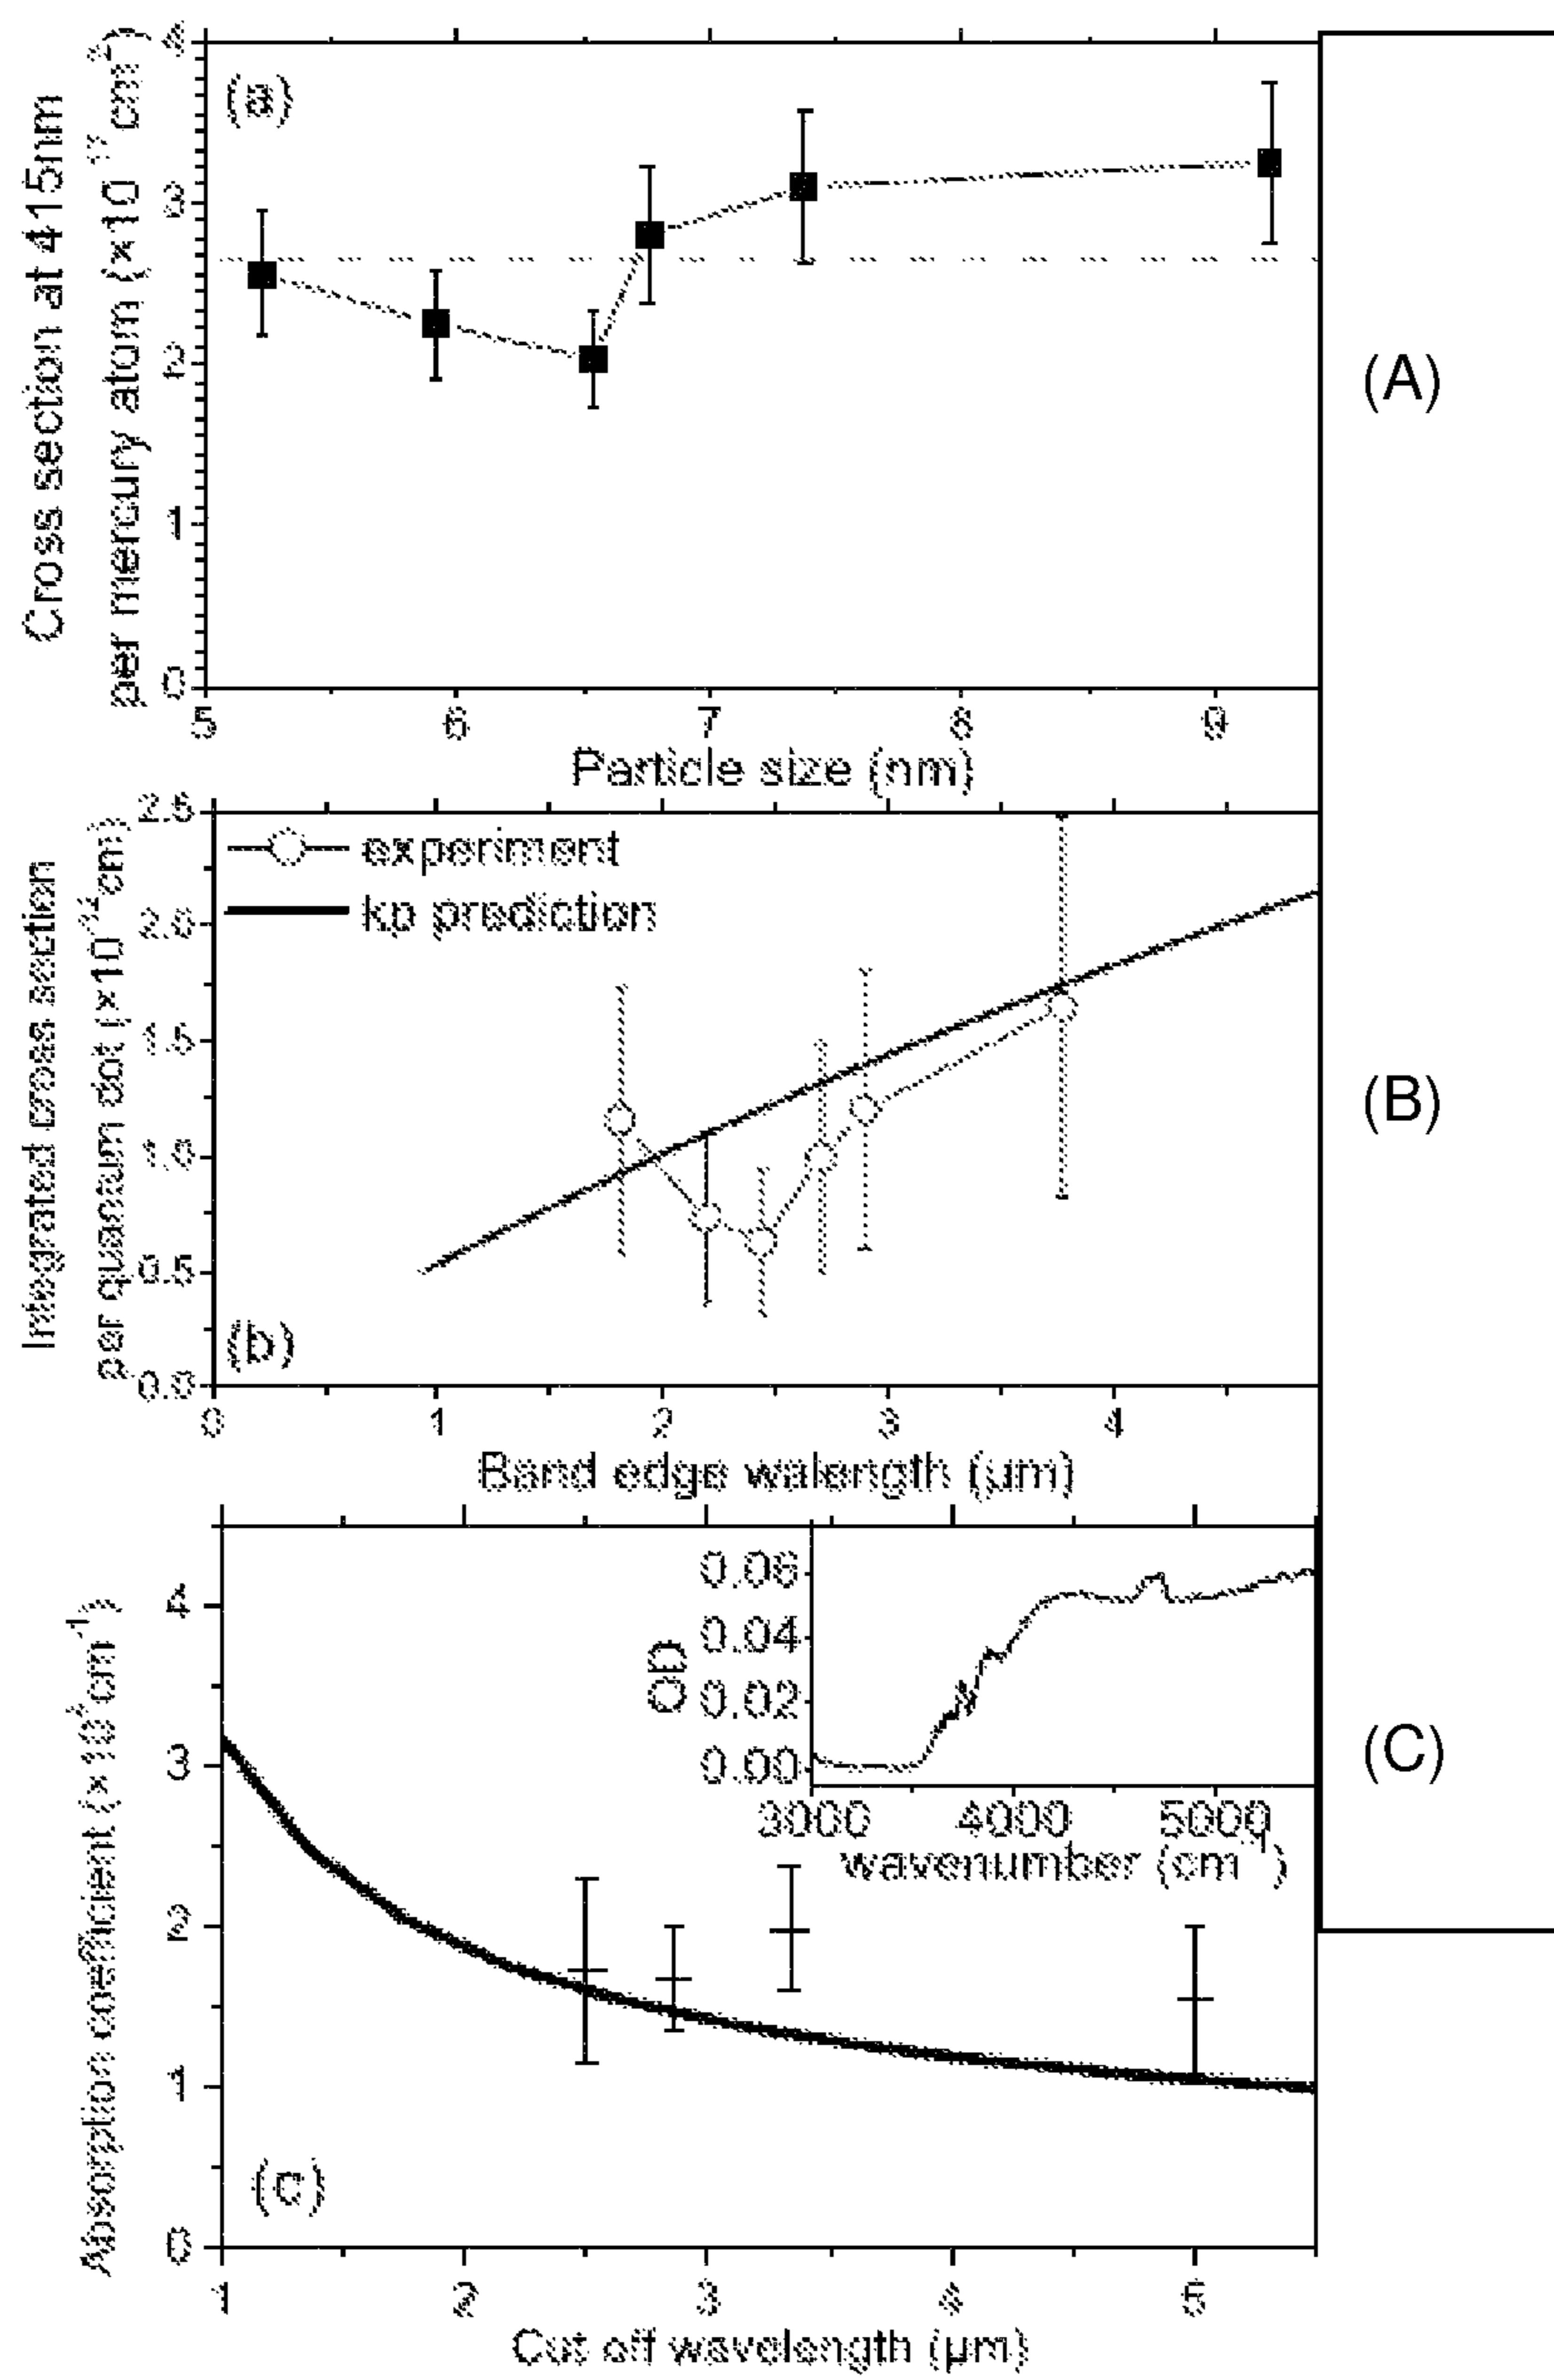 Cross section at 415nm
per mercury atom (×10⁻¹⁷cm²)
4
3
2
1
0
(a)
5 6 7 8 9
Particle size (nm)
(A)
Integrated cross section
per quantum dot (×10 cm)
2.5
2.0
1.5
1.0
0.5
0.0
experiment
kp prediction
(b)
0 1 2 3 4
Band edge walength (μm)
(B)
Absorption coefficient (×10 cm⁻¹)
4
3
2
1
0
OD
0.06
0.04
0.02
0.00
3000 4000 5000
wavenumber (cm⁻¹)
(c)
1 2 3 4 5
Cut off wavelength (μm)
(C)